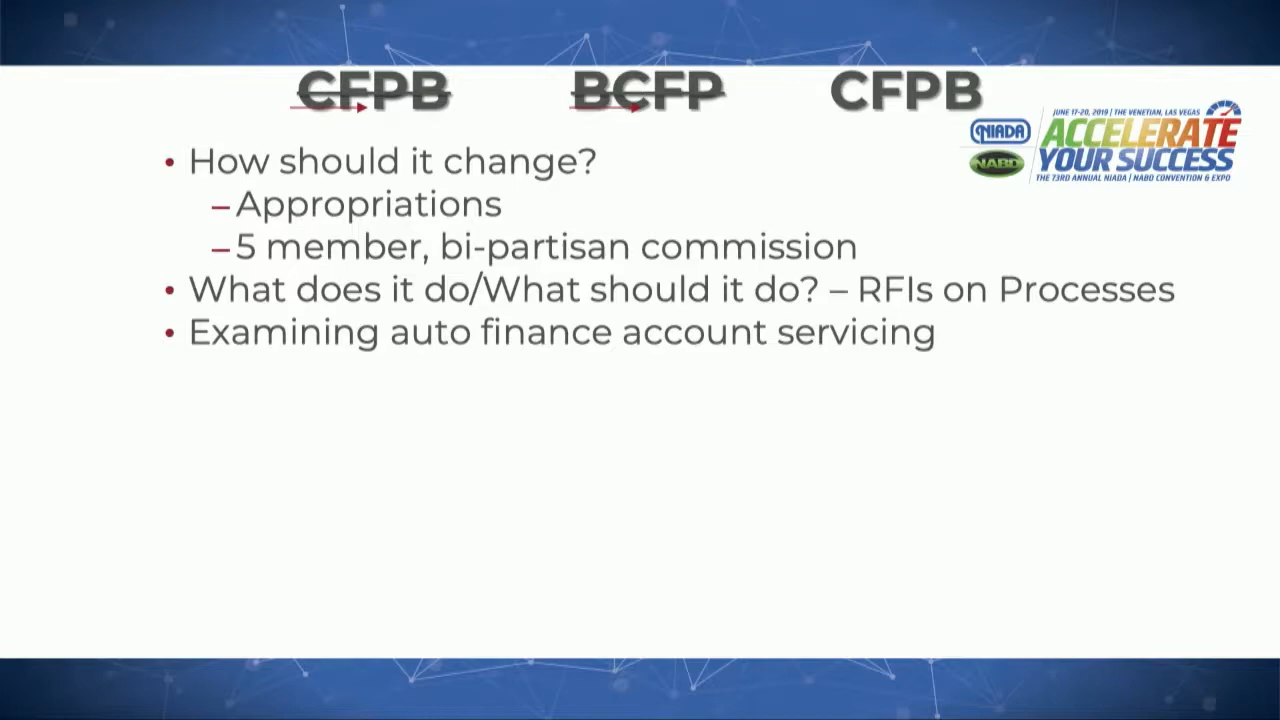 CFPB BCFP CFPB
JUNE 17-20, 2019 | THE VENETIAN, LAS VEGAS
NIADA
ACCELERATE
NABD
YOUR SUCCESS
THE 73RD ANNUAL NIADA | NABD CONVENTION & EXPO
• How should it change?
– Appropriations
– 5 member, bi-partisan commission
• What does it do/What should it do? – RFIs on Processes
• Examining auto finance account servicing